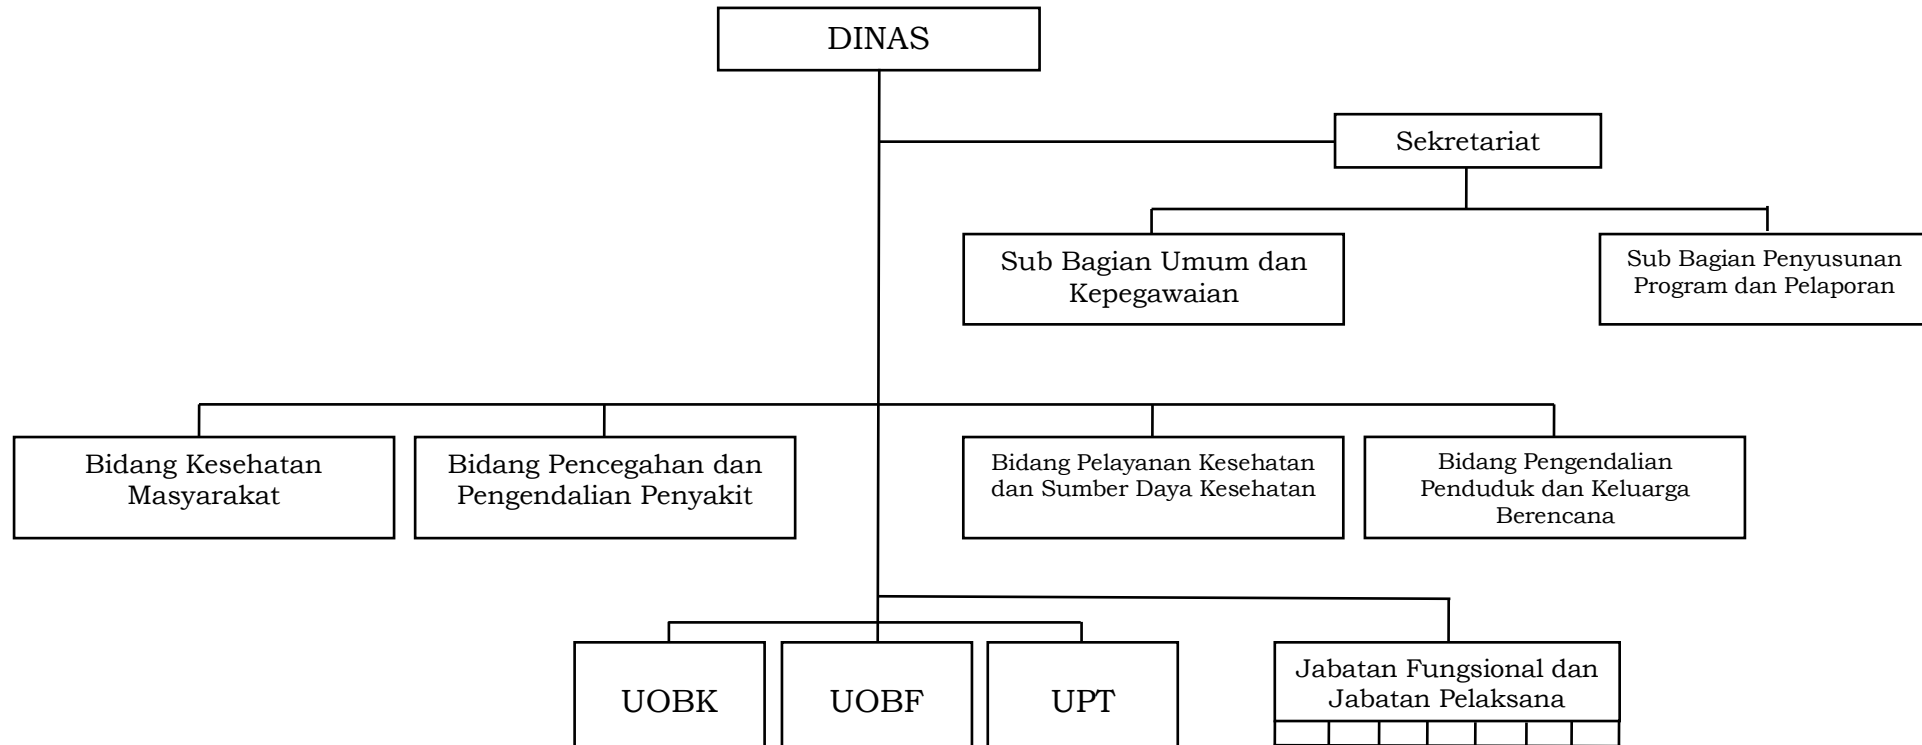 DINAS
Sekretariat
Sub Bagian Umum dan
Kepegawaian
Sub Bagian Penyusunan
Program dan Pelaporan
Bidang Kesehatan
Masyarakat
Bidang Pencegahan dan
Pengendalian Penyakit
Bidang Pelayanan Kesehatan
dan Sumber Daya Kesehatan
Bidang Pengendalian
Penduduk dan Keluarga
Berencana
UOBK
UOBF
UPT
Jabatan Fungsional dan
Jabatan Pelaksana